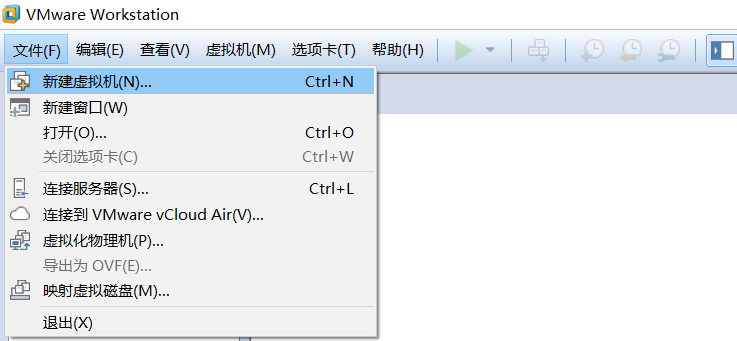 VMware Workstation
文件(F) 编辑(E) 查看(V) 虚拟机(M) 选项卡(T) 帮助(H)
新建虚拟机(N)... Ctrl+N
新建窗口(W)
打开(O)... Ctrl+O
关闭选项卡(C) Ctrl+W
连接服务器(S)... Ctrl+L
连接到 VMware vCloud Air(V)...
虚拟化物理机(P)...
导出为 OVF(E)...
映射虚拟磁盘(M)...
退出(X)